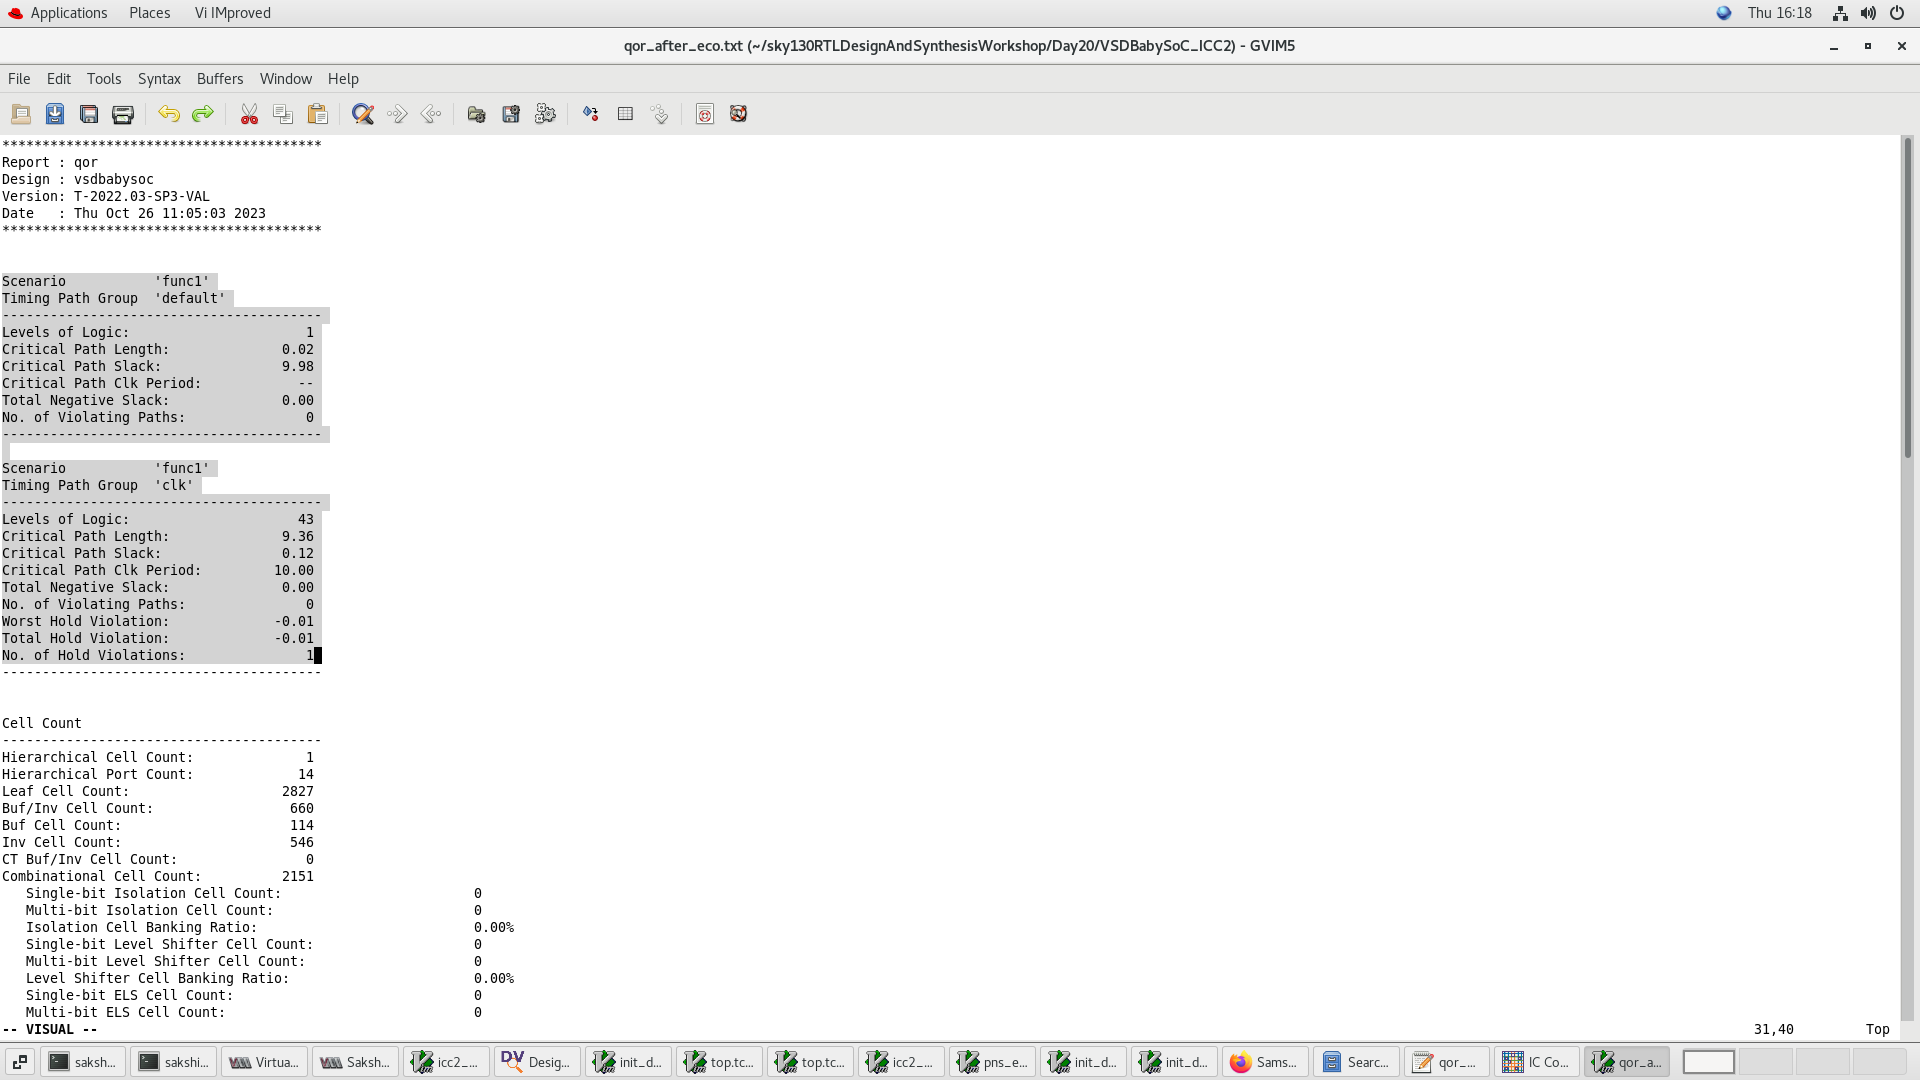 Applications Places Vi IMproved Thu 16:18
qor_after_eco.txt (~/sky130RTLDesignAndSynthesisWorkshop/Day20/VSDBabySoC_ICC2) - GVIM5
File Edit Tools Syntax Buffers Window Help
****************************************
Report : qor
Design : vsdbabysoc
Version: T-2022.03-SP3-VAL
Date   : Thu Oct 26 11:05:03 2023
****************************************
Scenario           'func1'
Timing Path Group  'default'
----------------------------------------
Levels of Logic:                      1
Critical Path Length:              0.02
Critical Path Slack:               9.98
Critical Path Clk Period:            --
Total Negative Slack:              0.00
No. of Violating Paths:               0
----------------------------------------
Scenario           'func1'
Timing Path Group  'clk'
----------------------------------------
Levels of Logic:                     43
Critical Path Length:              9.36
Critical Path Slack:               0.12
Critical Path Clk Period:         10.00
Total Negative Slack:              0.00
No. of Violating Paths:               0
Worst Hold Violation:             -0.01
Total Hold Violation:             -0.01
No. of Hold Violations:               1
----------------------------------------
Cell Count
----------------------------------------
Hierarchical Cell Count:              1
Hierarchical Port Count:             14
Leaf Cell Count:                   2827
Buf/Inv Cell Count:                 660
Buf Cell Count:                     114
Inv Cell Count:                     546
CT Buf/Inv Cell Count:                0
Combinational Cell Count:          2151
   Single-bit Isolation Cell Count:                        0
   Multi-bit Isolation Cell Count:                         0
   Isolation Cell Banking Ratio:                           0.00%
   Single-bit Level Shifter Cell Count:                    0
   Multi-bit Level Shifter Cell Count:                     0
   Level Shifter Cell Banking Ratio:                       0.00%
   Single-bit ELS Cell Count:                              0
   Multi-bit ELS Cell Count:                               0
-- VISUAL -- 31,40 Top
saksh... sakshi... Virtua... Saksh... icc2_... DV Desig... init_d... top.tc... top.tc... icc2_... pns_e... init_d... init_d... Sams... Searc... qor_... IC Co... qor_a...